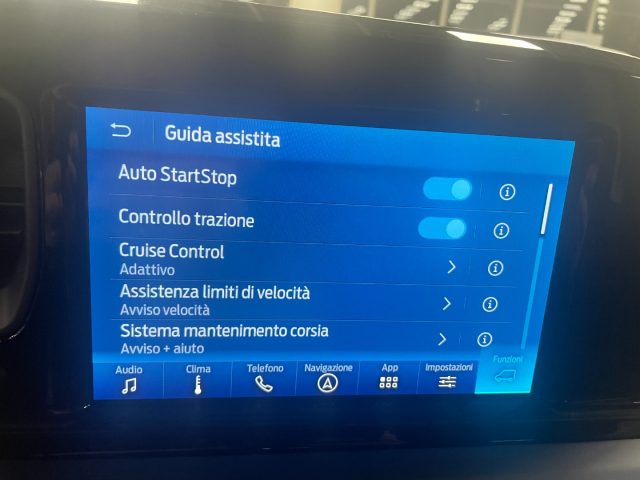 Guida assistita
Auto StartStop
Controllo trazione
Cruise Control
Adattivo
Assistenza limiti di velocità
Avviso velocità
Sistema mantenimento corsia
Avviso + aiuto
Audio Clima Telefono Navigazione App Impostazioni Funzioni